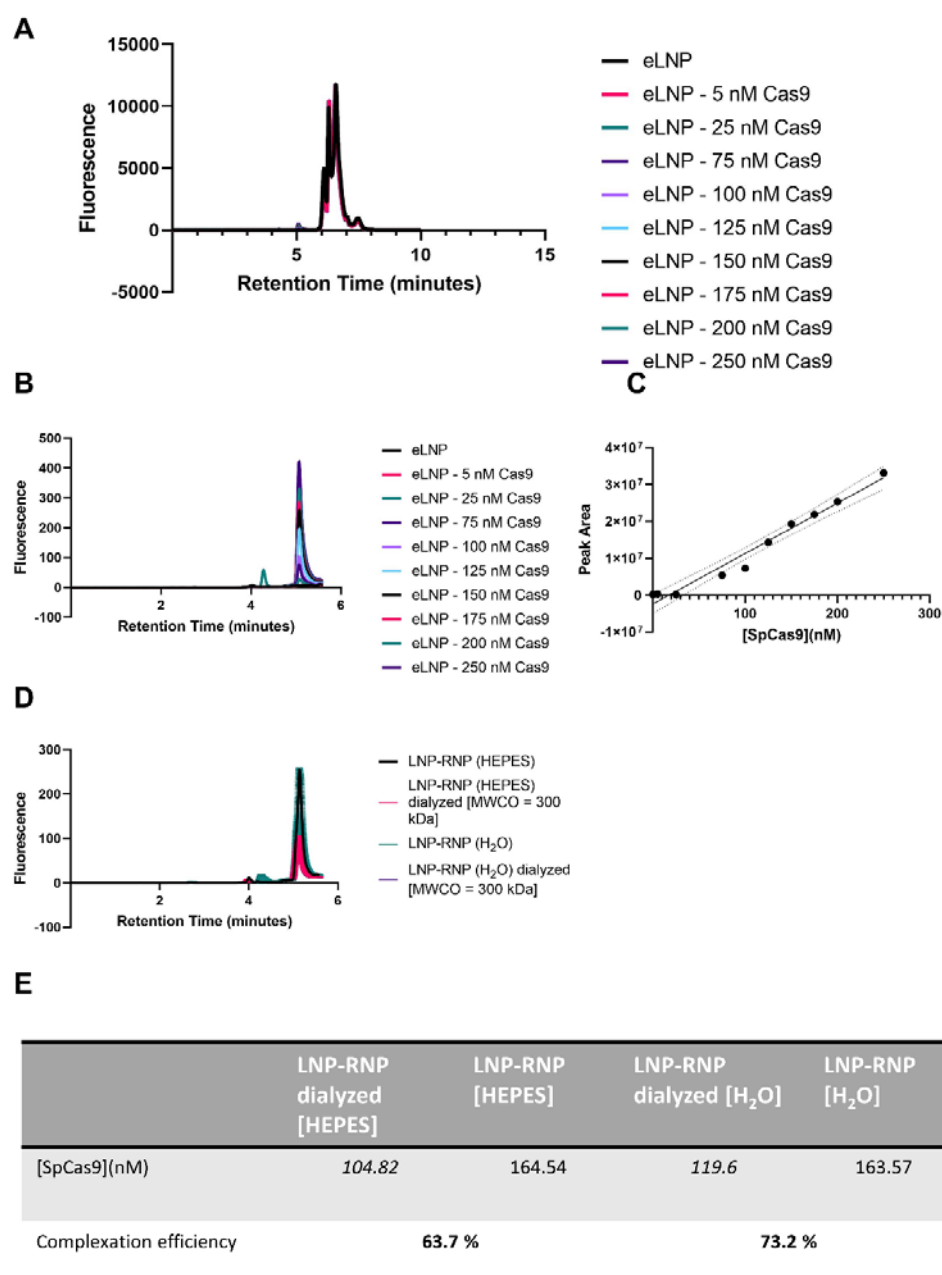 A
15000
10000
5000
0
-5000
Fluorescence
5
10
15
Retention Time (minutes)
eLNP
eLNP - 5 nM Cas9
eLNP - 25 nM Cas9
eLNP - 75 nM Cas9
eLNP - 100 nM Cas9
eLNP - 125 nM Cas9
eLNP - 150 nM Cas9
eLNP - 175 nM Cas9
eLNP - 200 nM Cas9
eLNP - 250 nM Cas9
B
500
400
300
200
100
0
-100
Fluorescence
2
4
6
Retention Time (minutes)
eLNP
eLNP - 5 nM Cas9
eLNP - 25 nM Cas9
eLNP - 75 nM Cas9
eLNP - 100 nM Cas9
eLNP - 125 nM Cas9
eLNP - 150 nM Cas9
eLNP - 175 nM Cas9
eLNP - 200 nM Cas9
eLNP - 250 nM Cas9
C
4×10⁷
3×10⁷
2×10⁷
1×10⁷
0
-1×10⁷
Peak Area
100
200
300
[SpCas9](nM)
D
300
200
100
0
-100
Fluorescence
2
4
6
Retention Time (minutes)
LNP-RNP (HEPES)
LNP-RNP (HEPES)
dialyzed [MWCO = 300
kDa]
LNP-RNP (H₂O)
LNP-RNP (H₂O) dialyzed
[MWCO = 300 kDa]
E
LNP-RNP
dialyzed
[HEPES]
LNP-RNP
[HEPES]
LNP-RNP
dialyzed [H₂O]
LNP-RNP
[H₂O]
[SpCas9](nM) 104.82 164.54 119.6 163.57
Complexation efficiency 63.7 % 73.2 %